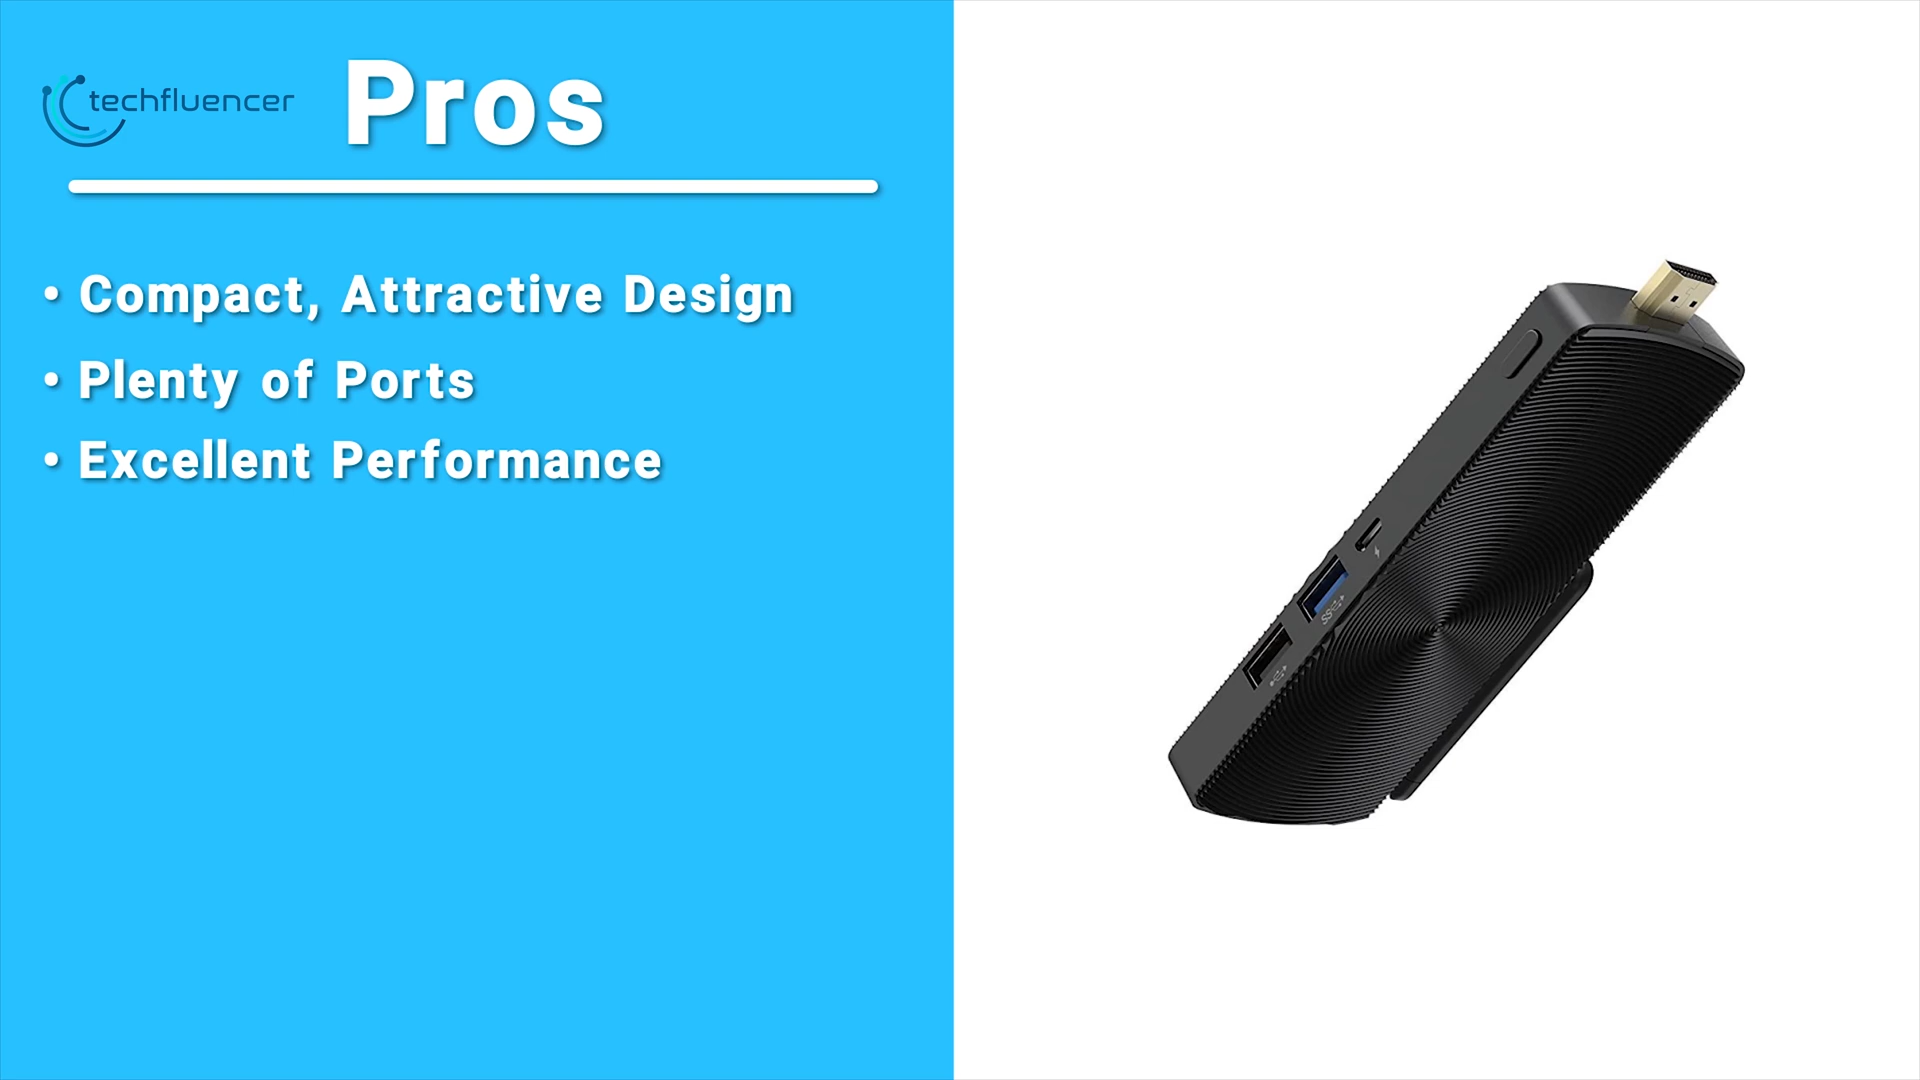 techfluencer
Pros
• Compact, Attractive Design
• Plenty of Ports
• Excellent Performance
SS